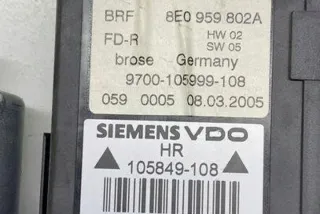 BRF 8E0 959 802A
FD-R HW 02
SW 05
brose Germany
9700-105999-108
059 0005 08.03.2005
SIEMENS VDO
HR
105849-108